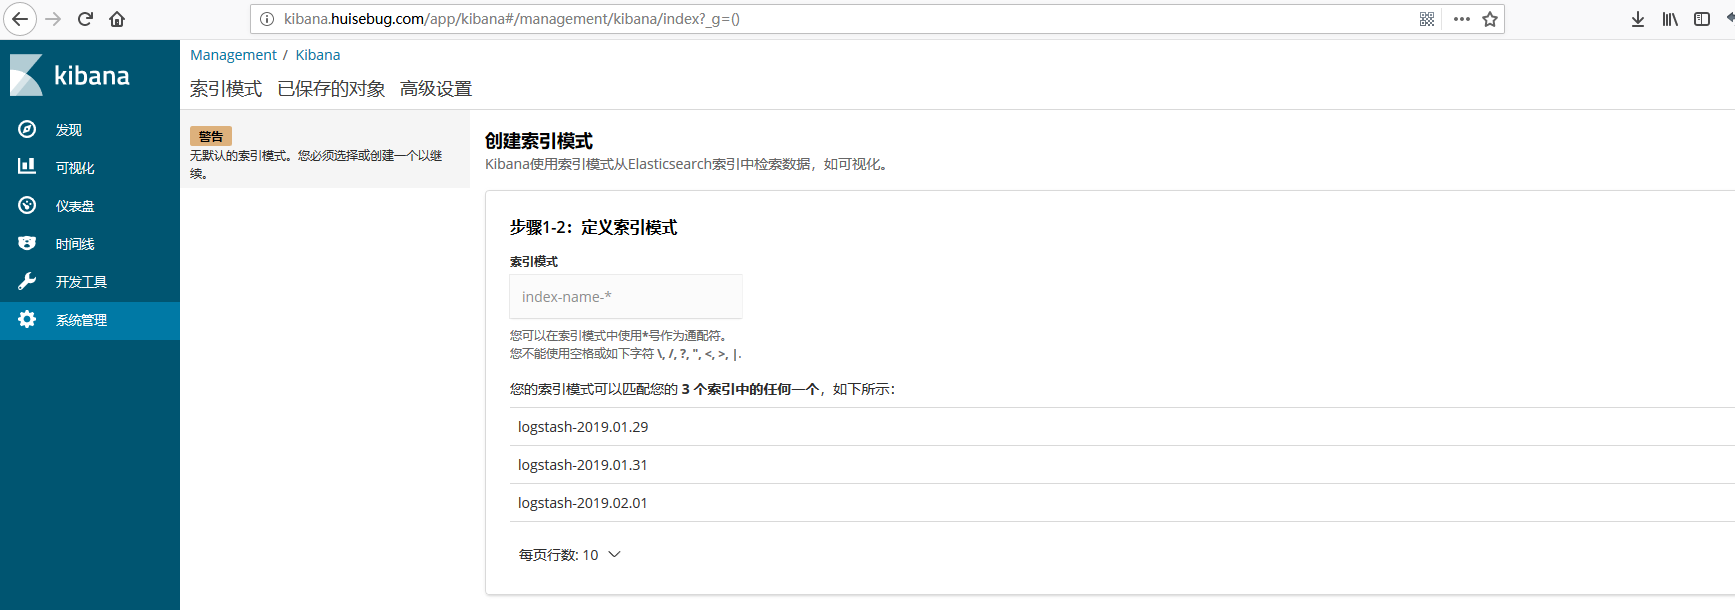 kibana.huisebug.com/app/kibana#/management/kibana/index?_g=()
kibana
Management / Kibana
索引模式 已保存的对象 高级设置
发现
可视化
仪表盘
时间线
开发工具
系统管理
警告
无默认的索引模式。您必须选择或创建一个以继
续。
创建索引模式
Kibana使用索引模式从Elasticsearch索引中检索数据，如可视化。
步骤1-2：定义索引模式
索引模式
index-name-*
您可以在索引模式中使用*号作为通配符。
您不能使用空格或如下字符 \, /, ?, ", <, >, |.
您的索引模式可以匹配您的 3 个索引中的任何一个，如下所示：
logstash-2019.01.29
logstash-2019.01.31
logstash-2019.02.01
每页行数: 10